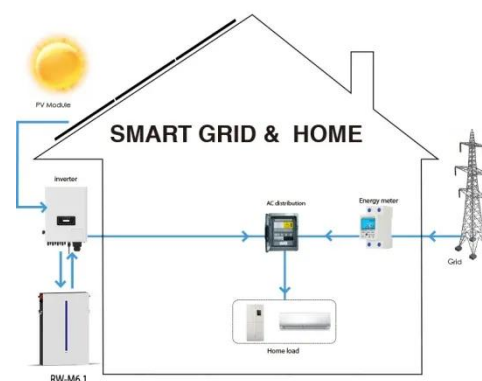 PV Module
SMART GRID & HOME
Inverter
AC distribution
Energy meter
Grid
Home load
RW-M6.1